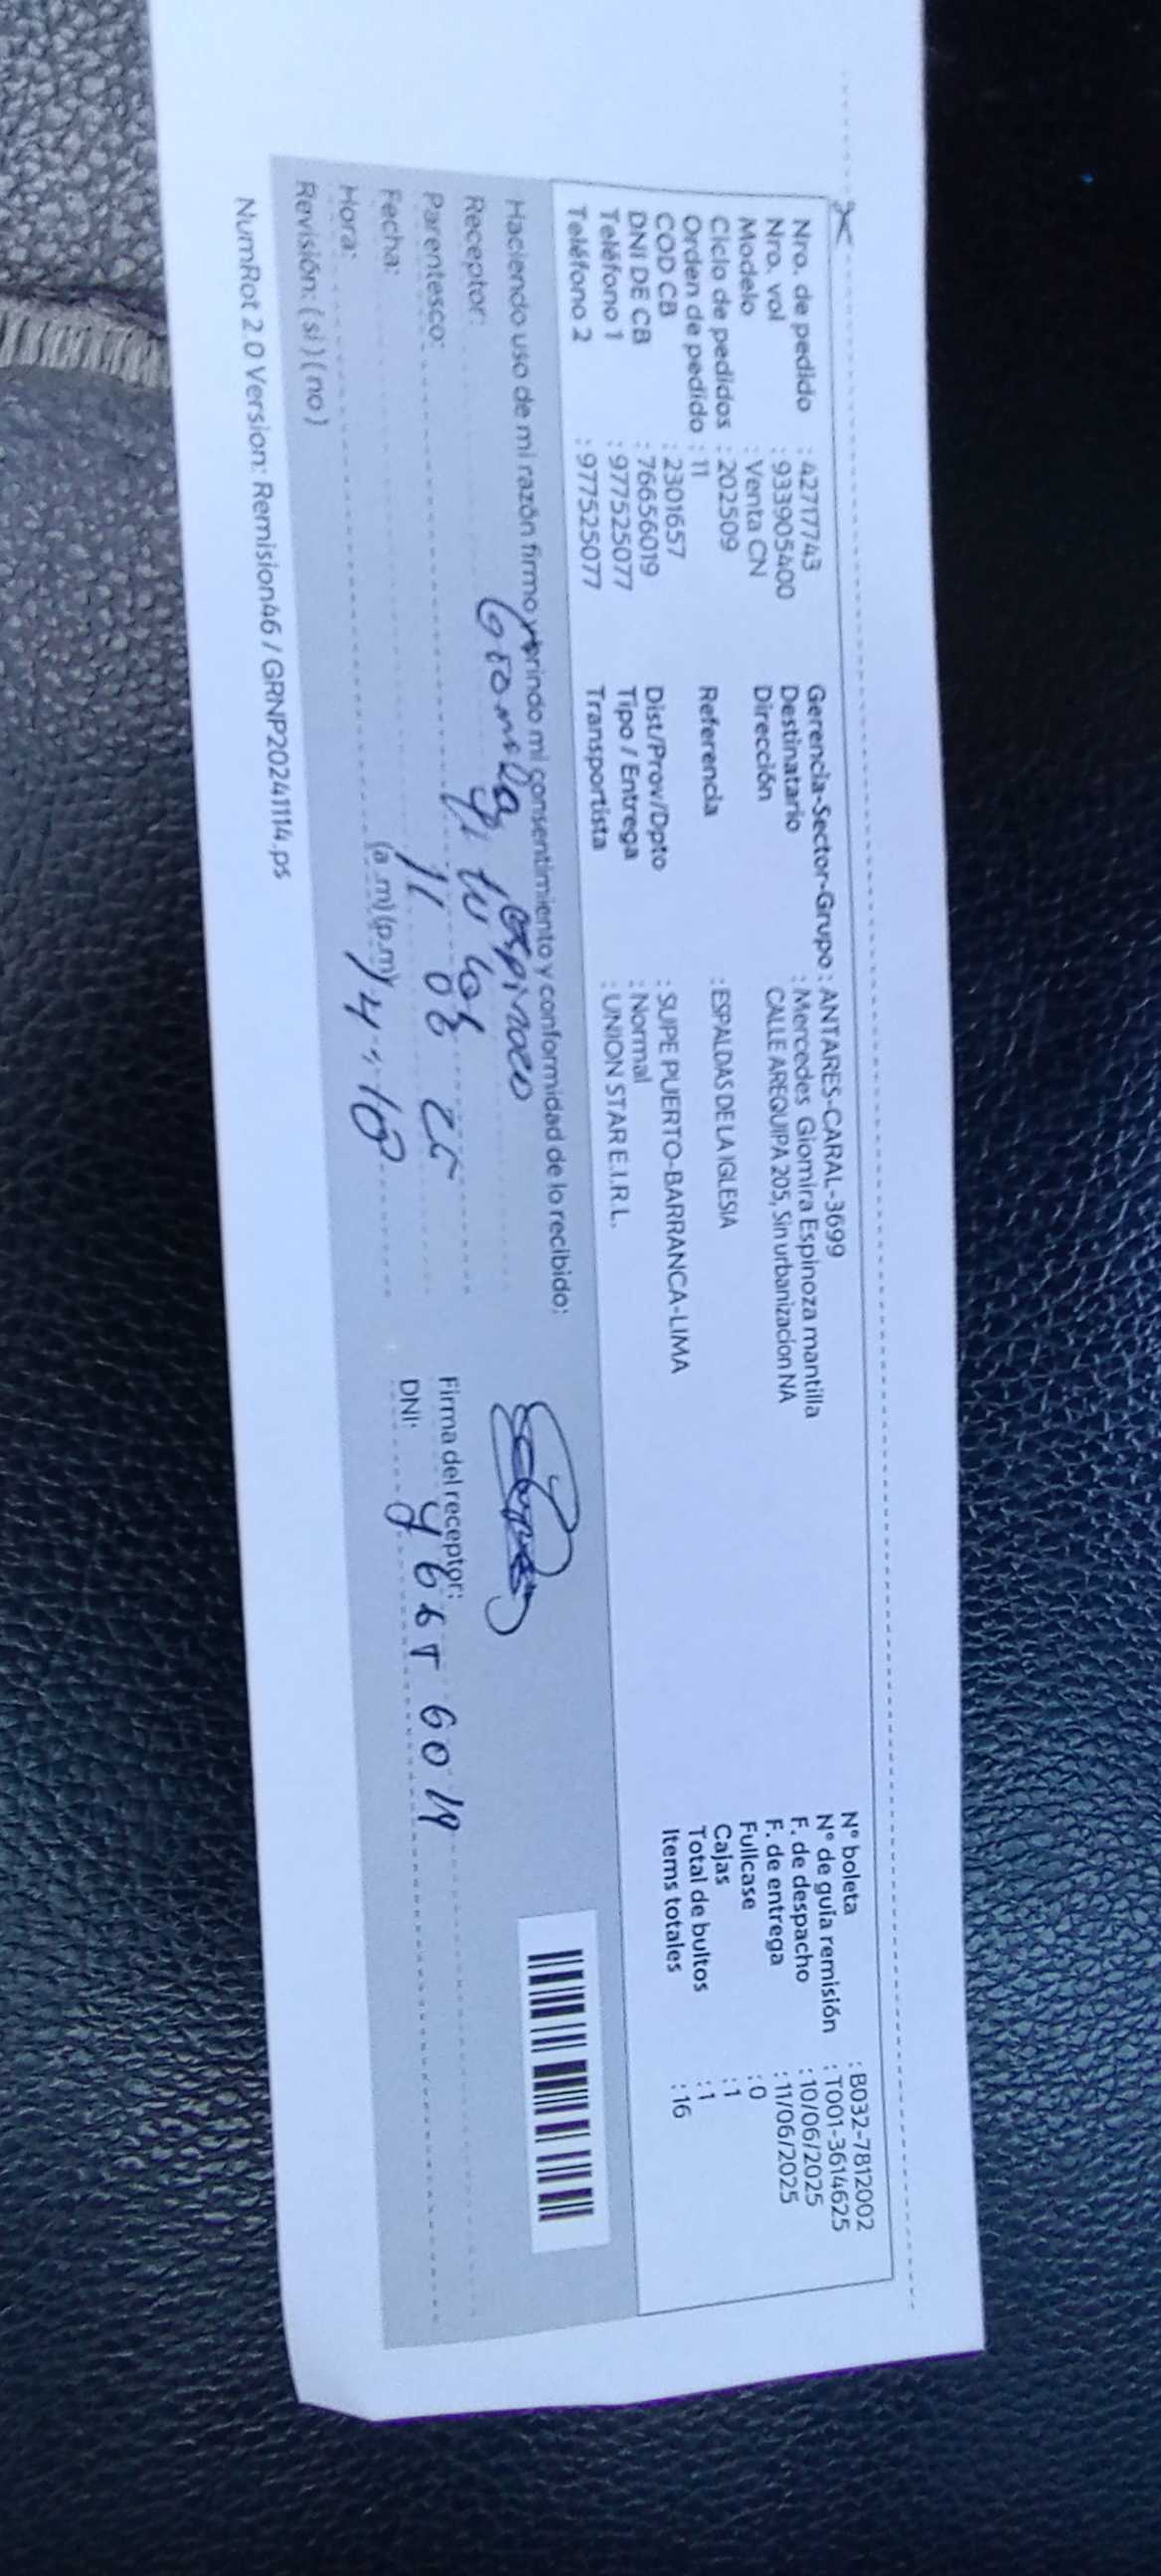 Nro. de pedido : 42717743
Nro. vol : 933905400
Modelo : Venta CN
Ciclo de pedidos : 202509
Orden de pedido : 11
COD CB : 2301657
DNI DE CB : 76656019
Teléfono 1 : 977525077
Teléfono 2 : 977525077
Gerencia-Sector-Grupo : ANTARES-CARAL-3699
Destinatario : Mercedes Giomira Espinoza mantilla
Dirección CALLE AREQUIPA 205, Sin urbanizacion NA
Referencia : ESPALDAS DE LA IGLESIA
Dist/Prov/Dpto : SUPE PUERTO-BARRANCA-LIMA
Tipo / Entrega : Normal
Transportista : UNION STAR E.I.R.L.
N° boleta : B032-7812002
N° de guía remisión : T001-3614625
F. de despacho : 10/06/2025
F. de entrega : 11/06/2025
Fullcase : 0
Cajas : 1
Total de bultos : 1
Items totales : 16
Haciendo uso de mi razón firmo y brindo mi consentimiento y conformidad de lo recibido:
Receptor:
Parentesco:
Fecha: 11 06 25
Hora: (a.m) (p.m)
Revisión: ( si ) ( no )
Firma del receptor:
DNI: 76656019
NumRot 2.0 Version: Remision46 / GRNP20241114.ps